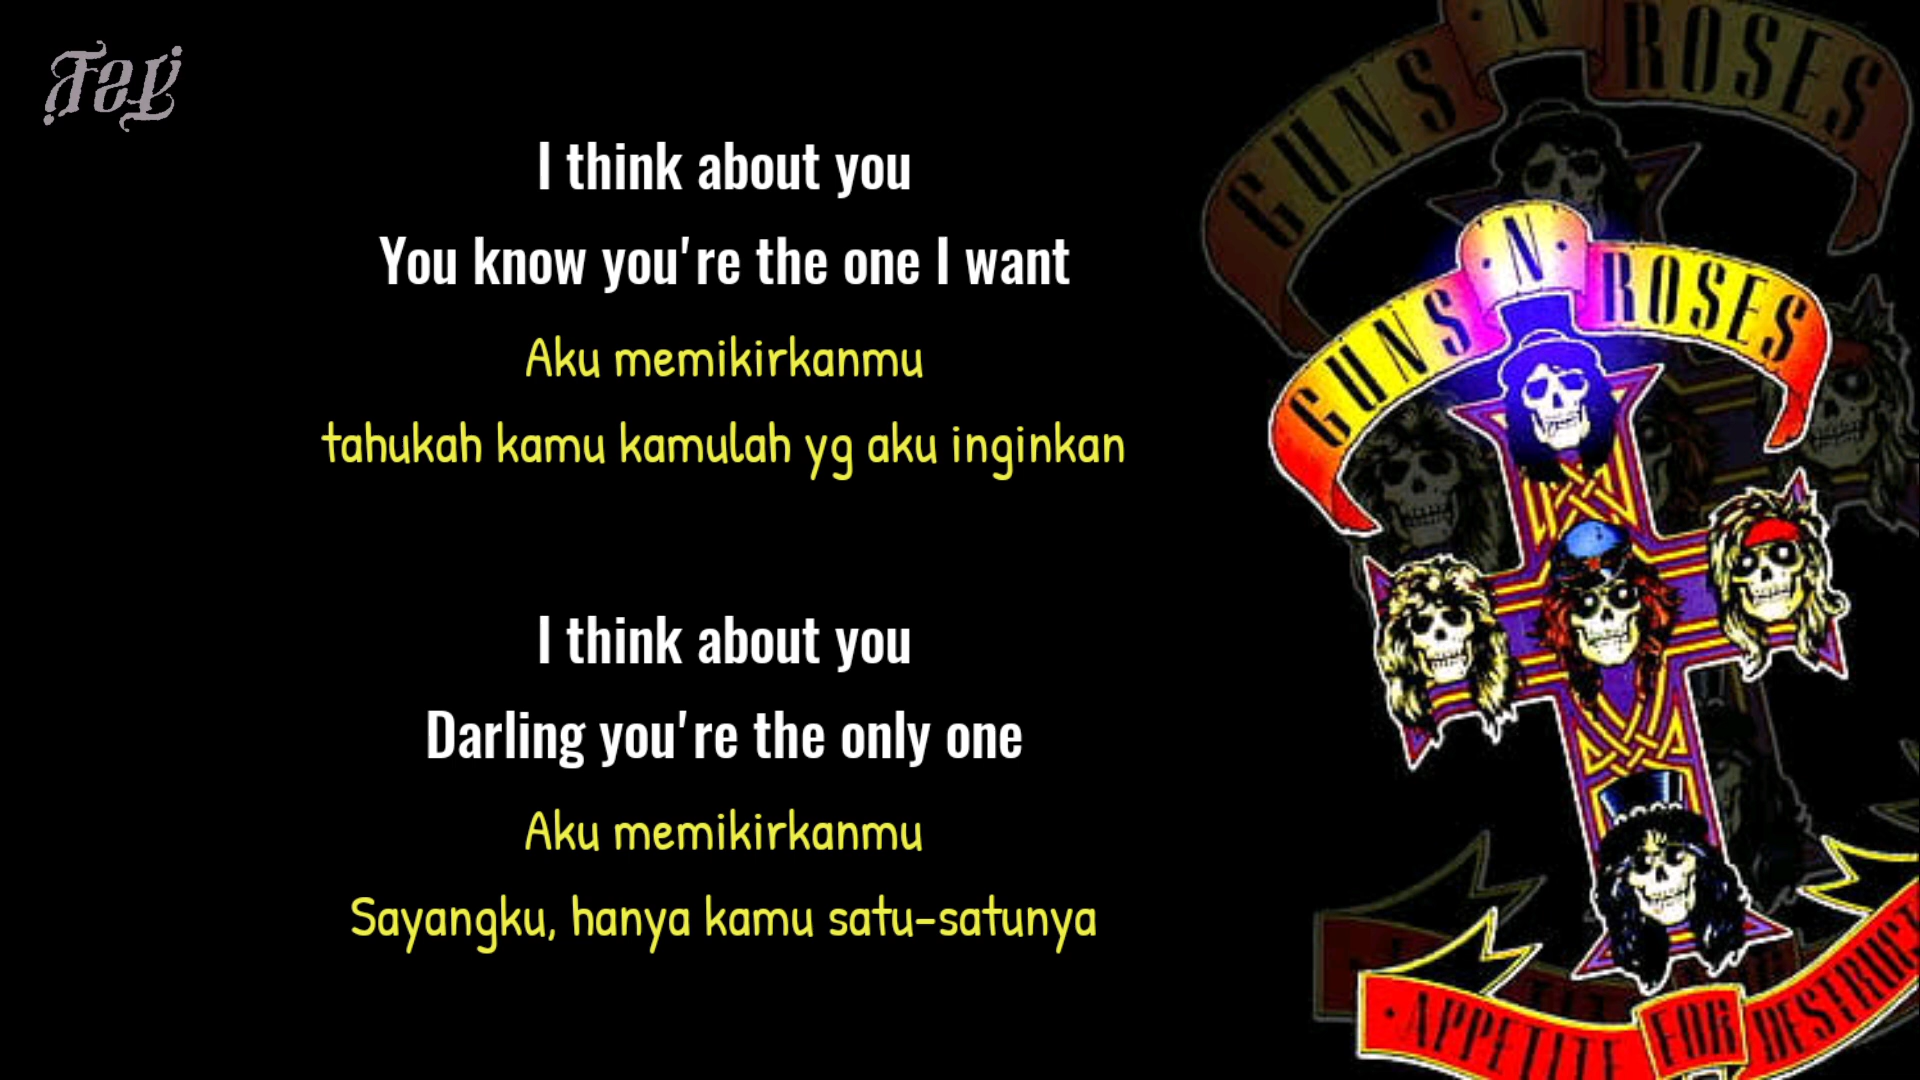 I think about you
You know you're the one I want
Aku memikirkanmu
tahukah kamu kamulah yg aku inginkan
I think about you
Darling you're the only one
Aku memikirkanmu
Sayangku, hanya kamu satu-satunya
GUNS · N · ROSES
GUNS · N · ROSES
· APPETITE FOR DESTRUCT